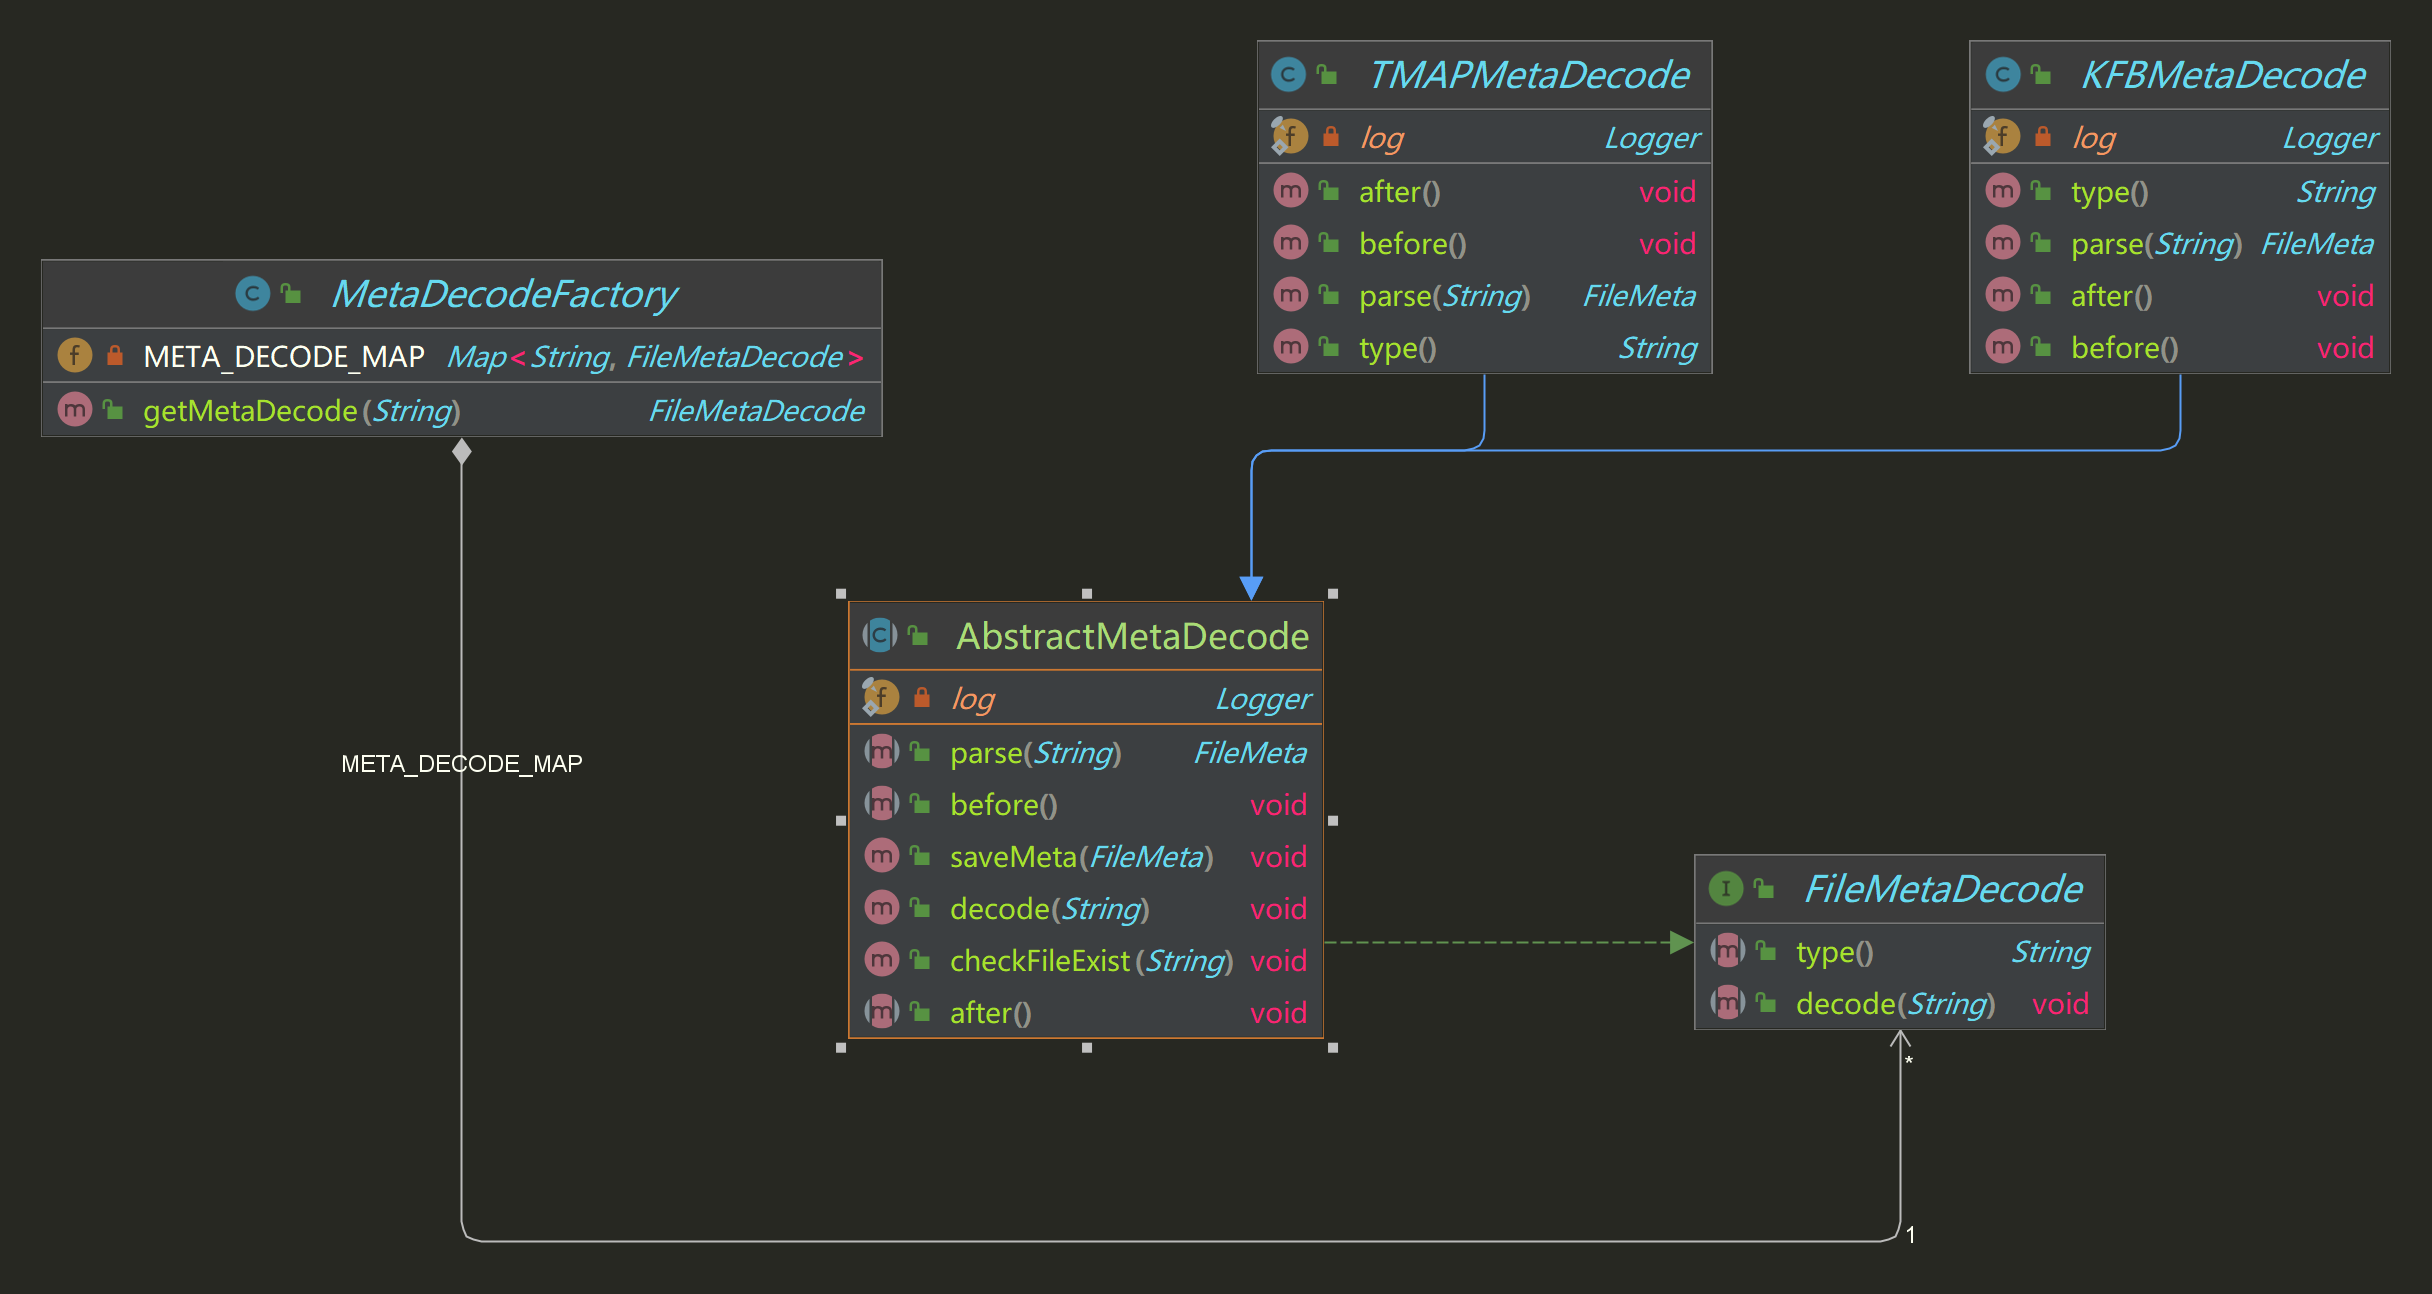 TMAPMetaDecode
log Logger
after() void
before() void
parse(String) FileMeta
type() String
KFBMetaDecode
log Logger
type() String
parse(String) FileMeta
after() void
before() void
MetaDecodeFactory
META_DECODE_MAP Map<String, FileMetaDecode>
getMetaDecode(String) FileMetaDecode
META_DECODE_MAP
AbstractMetaDecode
log Logger
parse(String) FileMeta
before() void
saveMeta(FileMeta) void
decode(String) void
checkFileExist(String) void
after() void
FileMetaDecode
type() String
decode(String) void
*
1